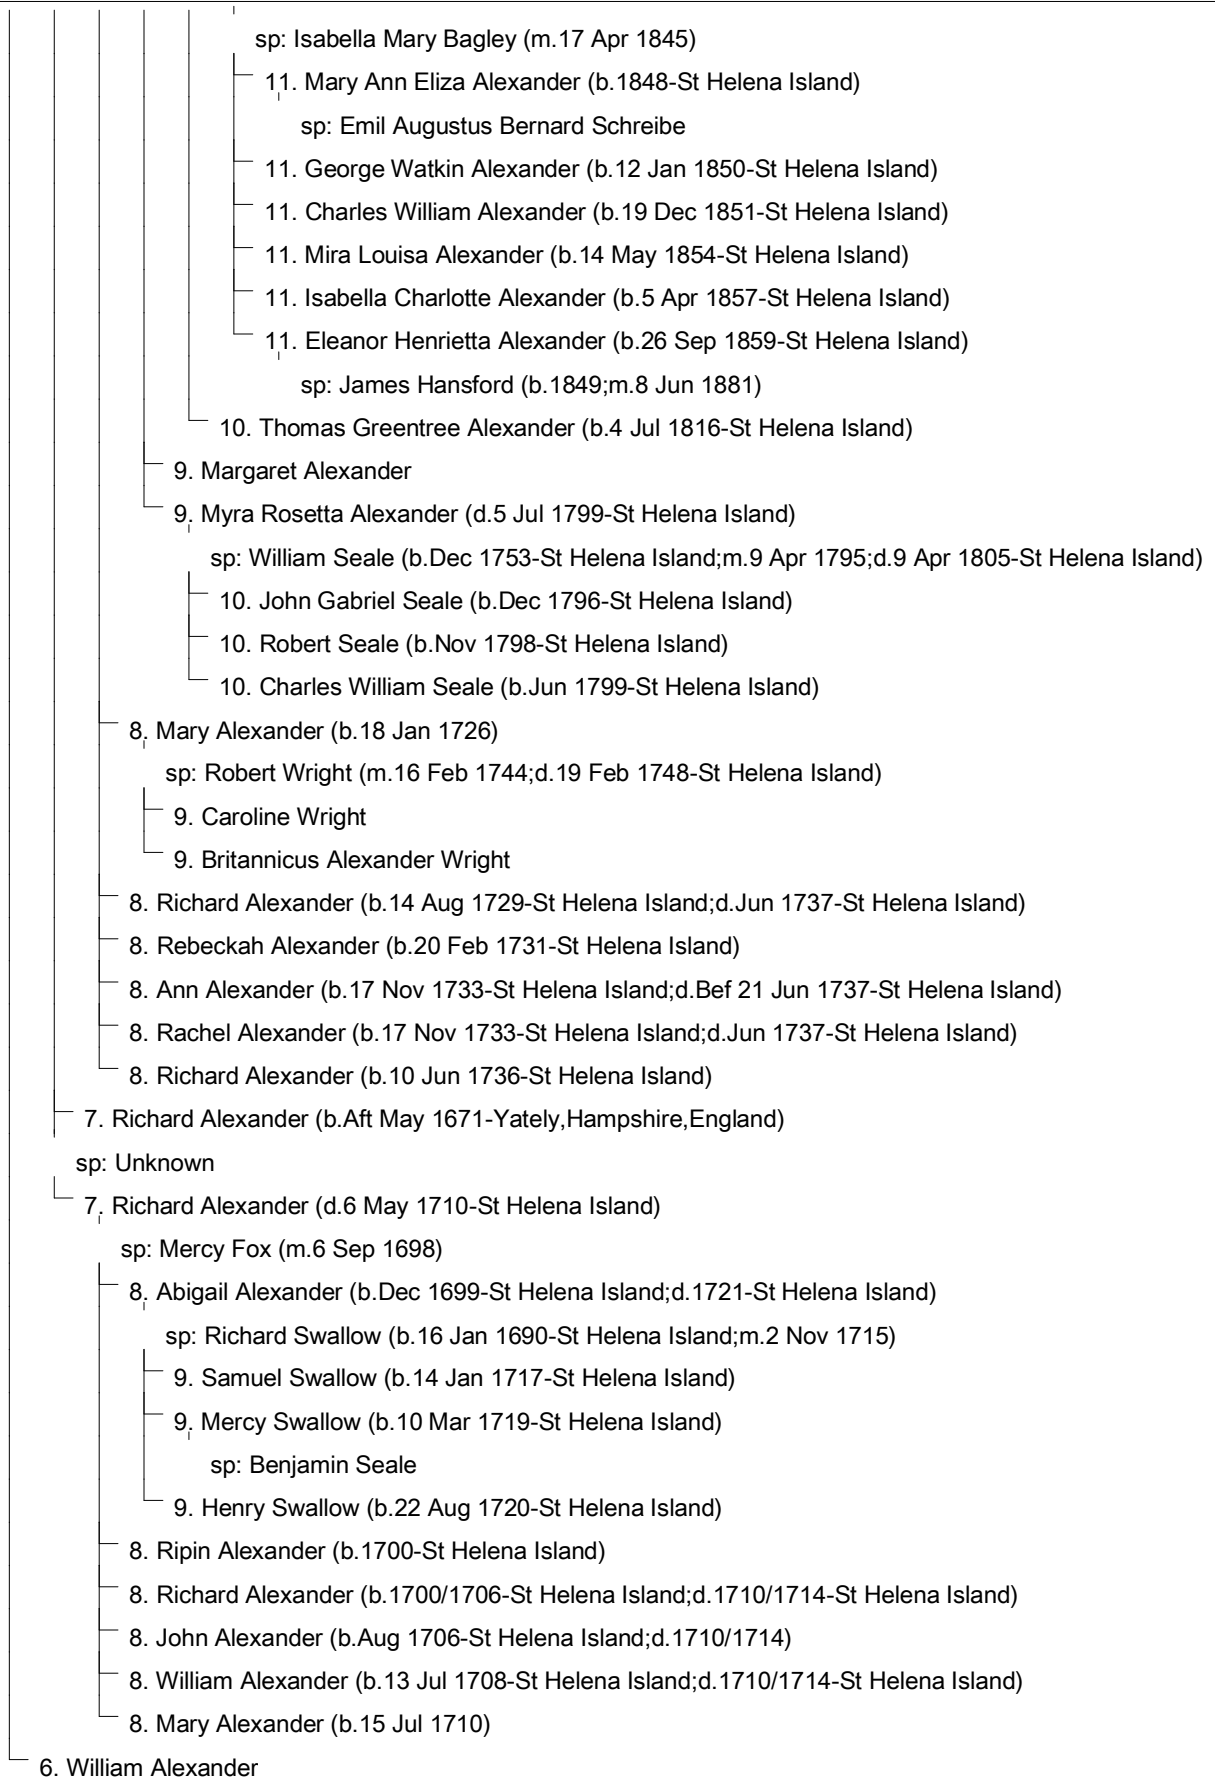 sp: Isabella Mary Bagley (m.17 Apr 1845)
11. Mary Ann Eliza Alexander (b.1848-St Helena Island)
sp: Emil Augustus Bernard Schreibe
11. George Watkin Alexander (b.12 Jan 1850-St Helena Island)
11. Charles William Alexander (b.19 Dec 1851-St Helena Island)
11. Mira Louisa Alexander (b.14 May 1854-St Helena Island)
11. Isabella Charlotte Alexander (b.5 Apr 1857-St Helena Island)
11. Eleanor Henrietta Alexander (b.26 Sep 1859-St Helena Island)
sp: James Hansford (b.1849;m.8 Jun 1881)
10. Thomas Greentree Alexander (b.4 Jul 1816-St Helena Island)
9. Margaret Alexander
9. Myra Rosetta Alexander (d.5 Jul 1799-St Helena Island)
sp: William Seale (b.Dec 1753-St Helena Island;m.9 Apr 1795;d.9 Apr 1805-St Helena Island)
10. John Gabriel Seale (b.Dec 1796-St Helena Island)
10. Robert Seale (b.Nov 1798-St Helena Island)
10. Charles William Seale (b.Jun 1799-St Helena Island)
8. Mary Alexander (b.18 Jan 1726)
sp: Robert Wright (m.16 Feb 1744;d.19 Feb 1748-St Helena Island)
9. Caroline Wright
9. Britannicus Alexander Wright
8. Richard Alexander (b.14 Aug 1729-St Helena Island;d.Jun 1737-St Helena Island)
8. Rebeckah Alexander (b.20 Feb 1731-St Helena Island)
8. Ann Alexander (b.17 Nov 1733-St Helena Island;d.Bef 21 Jun 1737-St Helena Island)
8. Rachel Alexander (b.17 Nov 1733-St Helena Island;d.Jun 1737-St Helena Island)
8. Richard Alexander (b.10 Jun 1736-St Helena Island)
7. Richard Alexander (b.Aft May 1671-Yately,Hampshire,England)
sp: Unknown
7. Richard Alexander (d.6 May 1710-St Helena Island)
sp: Mercy Fox (m.6 Sep 1698)
8. Abigail Alexander (b.Dec 1699-St Helena Island;d.1721-St Helena Island)
sp: Richard Swallow (b.16 Jan 1690-St Helena Island;m.2 Nov 1715)
9. Samuel Swallow (b.14 Jan 1717-St Helena Island)
9. Mercy Swallow (b.10 Mar 1719-St Helena Island)
sp: Benjamin Seale
9. Henry Swallow (b.22 Aug 1720-St Helena Island)
8. Ripin Alexander (b.1700-St Helena Island)
8. Richard Alexander (b.1700/1706-St Helena Island;d.1710/1714-St Helena Island)
8. John Alexander (b.Aug 1706-St Helena Island;d.1710/1714)
8. William Alexander (b.13 Jul 1708-St Helena Island;d.1710/1714-St Helena Island)
8. Mary Alexander (b.15 Jul 1710)
6. William Alexander